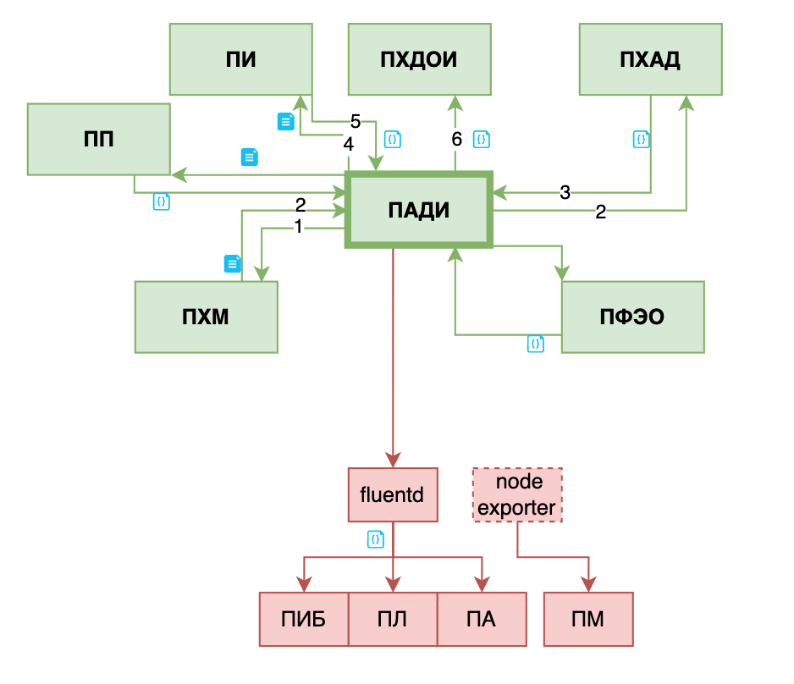 ПИ
ПХДОИ
ПХАД
ПП
5
4
6
{}
{}
{}
3
2
{}
ПАДИ
2
1
ПХМ
ПФЭО
{}
fluentd
node
exporter
{}
ПИБ
ПЛ
ПА
ПМ